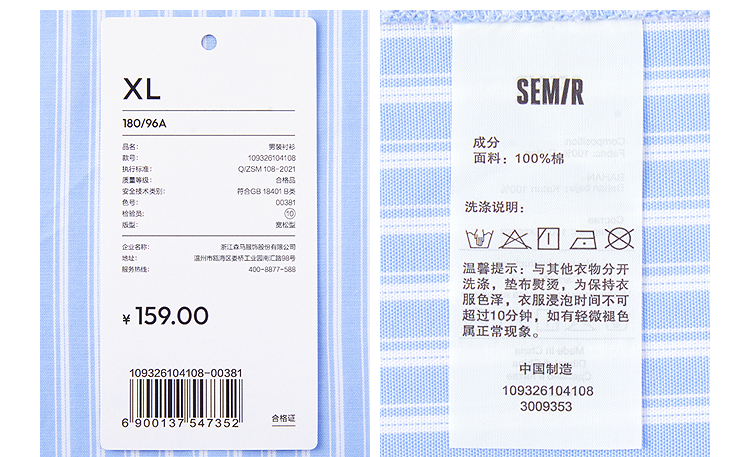 XL
180/96A
品名: 男装衬衫
款号: 109326104108
执行标准: Q/ZSM 108-2021
质量等级: 合格品
安全技术类别: 符合GB 18401 B类
色号: 00381
检验员: 10
版型: 宽松型
企业名称: 浙江森马服饰股份有限公司
地址: 温州市瓯海区娄桥工业园南汇路98号
服务热线: 400-8877-588
¥ 159.00
109326104108-00381
6 900137 547352
合格证
SEMIR
成分
面料：100%棉
洗涤说明：
温馨提示：与其他衣物分开
洗涤，垫布熨烫，为保持衣
服色泽，衣服浸泡时间不可
超过10分钟，如有轻微褪色
属正常现象。
中国制造
109326104108
3009353